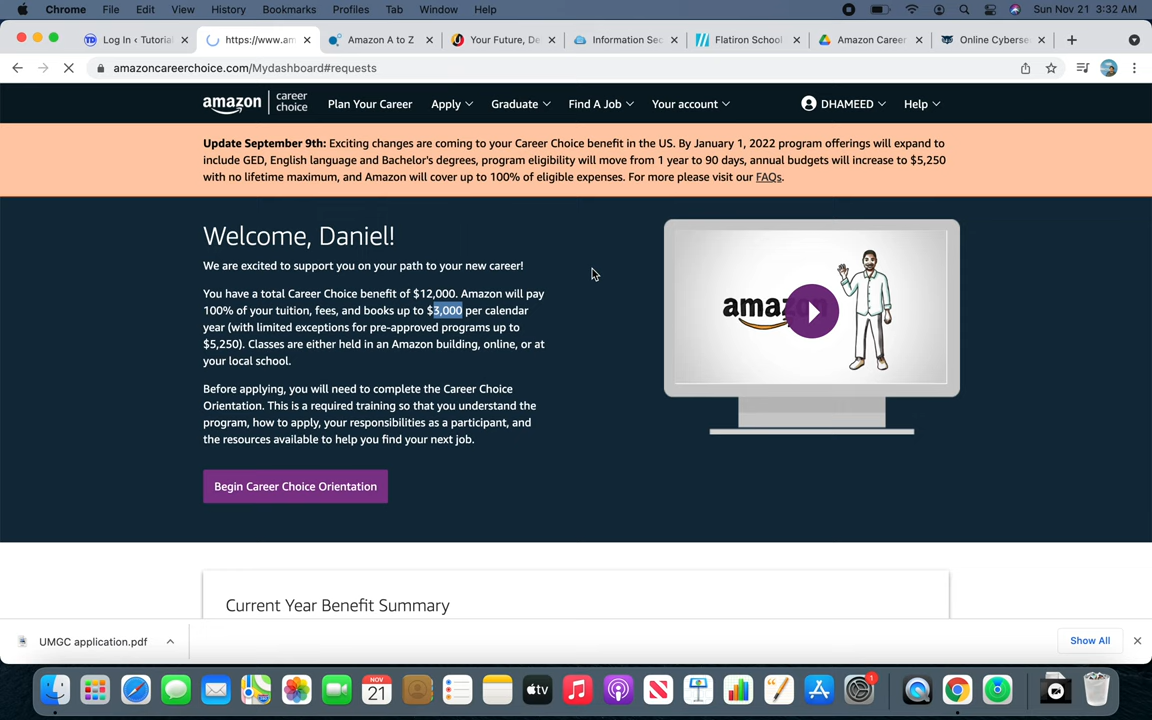 Chrome File Edit View History Bookmarks Profiles Tab Window Help Sun Nov 21 3:32 AM
TD Log In ‹ Tutorial https://www.am Amazon A to Z Your Future, De Information Sec Flatiron School Amazon Career Online Cyberse
amazoncareerchoice.com/Mydashboard#requests
amazon career choice Plan Your Career Apply Graduate Find A Job Your account DHAMEED Help
Update September 9th: Exciting changes are coming to your Career Choice benefit in the US. By January 1, 2022 program offerings will expand to
include GED, English language and Bachelor's degrees, program eligibility will move from 1 year to 90 days, annual budgets will increase to $5,250
with no lifetime maximum, and Amazon will cover up to 100% of eligible expenses. For more please visit our FAQs.
Welcome, Daniel!
We are excited to support you on your path to your new career!
You have a total Career Choice benefit of $12,000. Amazon will pay
100% of your tuition, fees, and books up to $3,000 per calendar
year (with limited exceptions for pre-approved programs up to
$5,250). Classes are either held in an Amazon building, online, or at
your local school.
Before applying, you will need to complete the Career Choice
Orientation. This is a required training so that you understand the
program, how to apply, your responsibilities as a participant, and
the resources available to help you find your next job.
Begin Career Choice Orientation
Current Year Benefit Summary
UMGC application.pdf Show All
NOV
21
tv
1